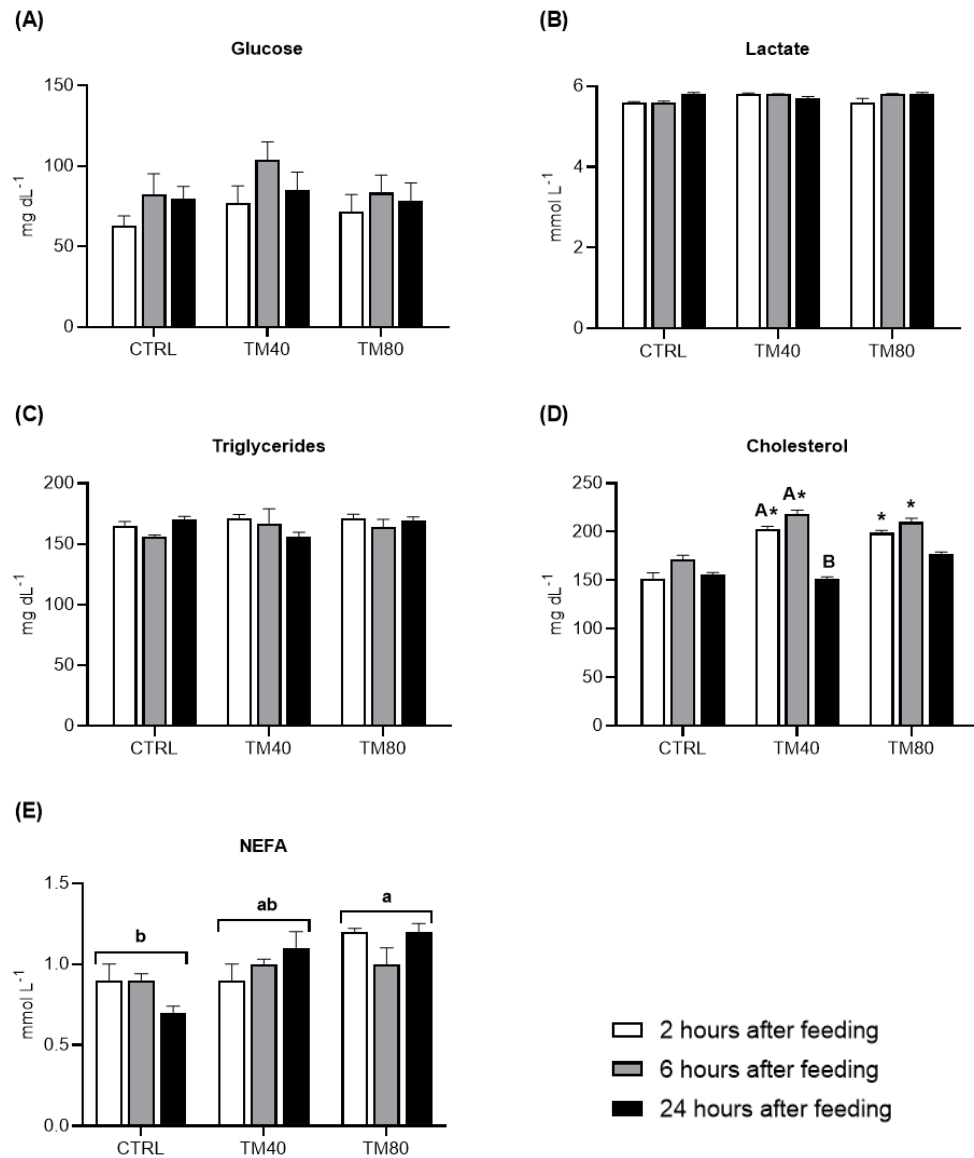 (A)
Glucose
150
100
50
0
mg dL⁻¹
CTRL TM40 TM80
(B)
Lactate
6
4
2
0
mmol L⁻¹
CTRL TM40 TM80
(C)
Triglycerides
200
150
100
50
0
mg dL⁻¹
CTRL TM40 TM80
(D)
Cholesterol
250
200
150
100
50
0
mg dL⁻¹
A* A* B * *
CTRL TM40 TM80
(E)
NEFA
1.5
1.0
0.5
0.0
mmol L⁻¹
b ab a
CTRL TM40 TM80
2 hours after feeding
6 hours after feeding
24 hours after feeding